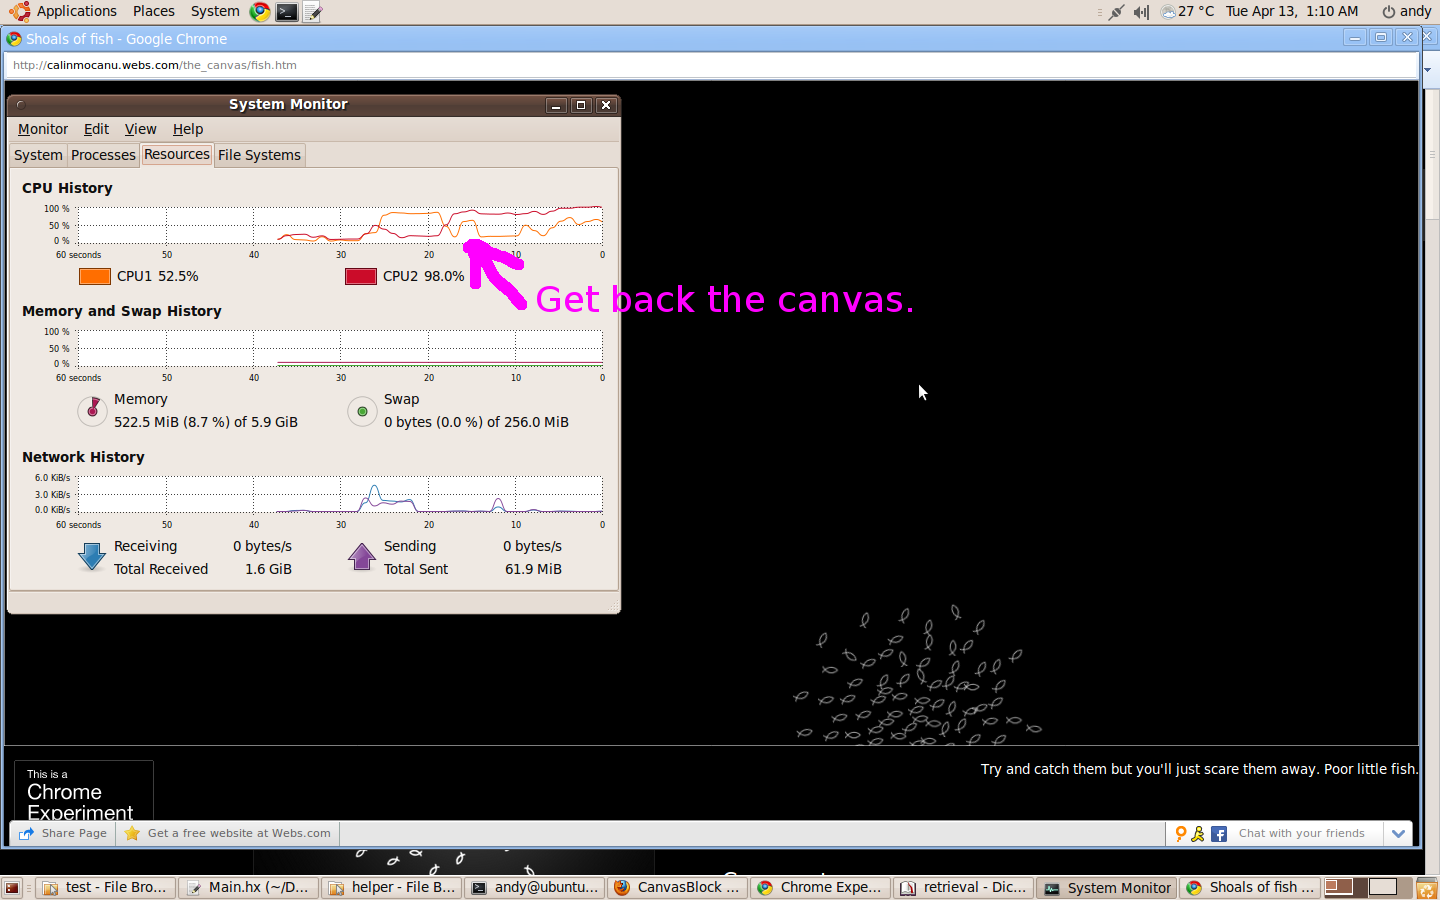 Applications Places System 27 °C Tue Apr 13, 1:10 AM andy
Shoals of fish - Google Chrome
http://calinmocanu.webs.com/the_canvas/fish.htm
System Monitor
Monitor Edit View Help
System Processes Resources File Systems
CPU History
100 %
50 %
0 %
60 seconds 50 40 30 20 10 0
CPU1 52.5% CPU2 98.0%
Get back the canvas.
Memory and Swap History
100 %
50 %
0 %
60 seconds 50 40 30 20 10 0
Memory Swap
522.5 MiB (8.7 %) of 5.9 GiB 0 bytes (0.0 %) of 256.0 MiB
Network History
6.0 KiB/s
3.0 KiB/s
0.0 KiB/s
60 seconds 50 40 30 20 10 0
Receiving 0 bytes/s Sending 0 bytes/s
Total Received 1.6 GiB Total Sent 61.9 MiB
Try and catch them but you'll just scare them away. Poor little fish.
This is a
Chrome
Experiment
Share Page Get a free website at Webs.com Chat with your friends
test - File Bro... Main.hx (~/D... helper - File B... andy@ubuntu... CanvasBlock ... Chrome Expe... retrieval - Dic... System Monitor Shoals of fish ...